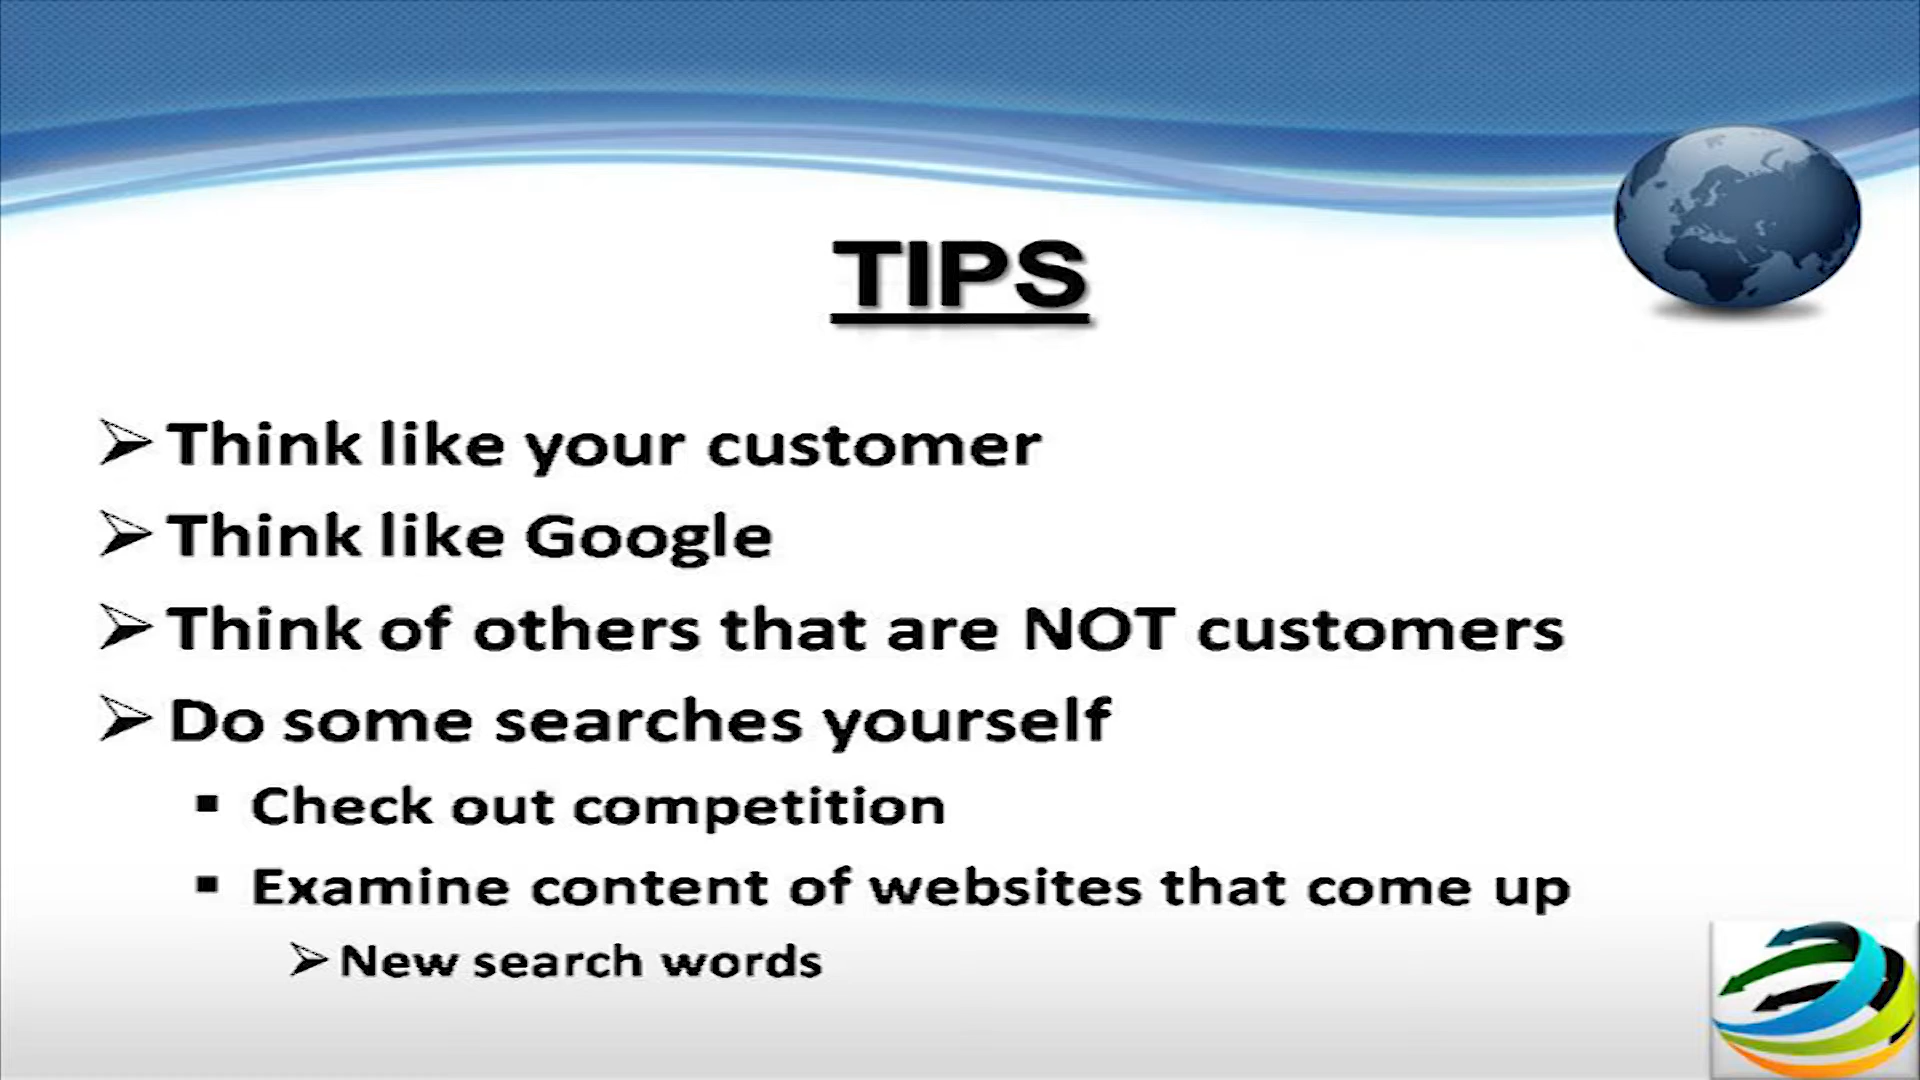 TIPS
Think like your customer
Think like Google
Think of others that are NOT customers
Do some searches yourself
Check out competition
Examine content of websites that come up
New search words